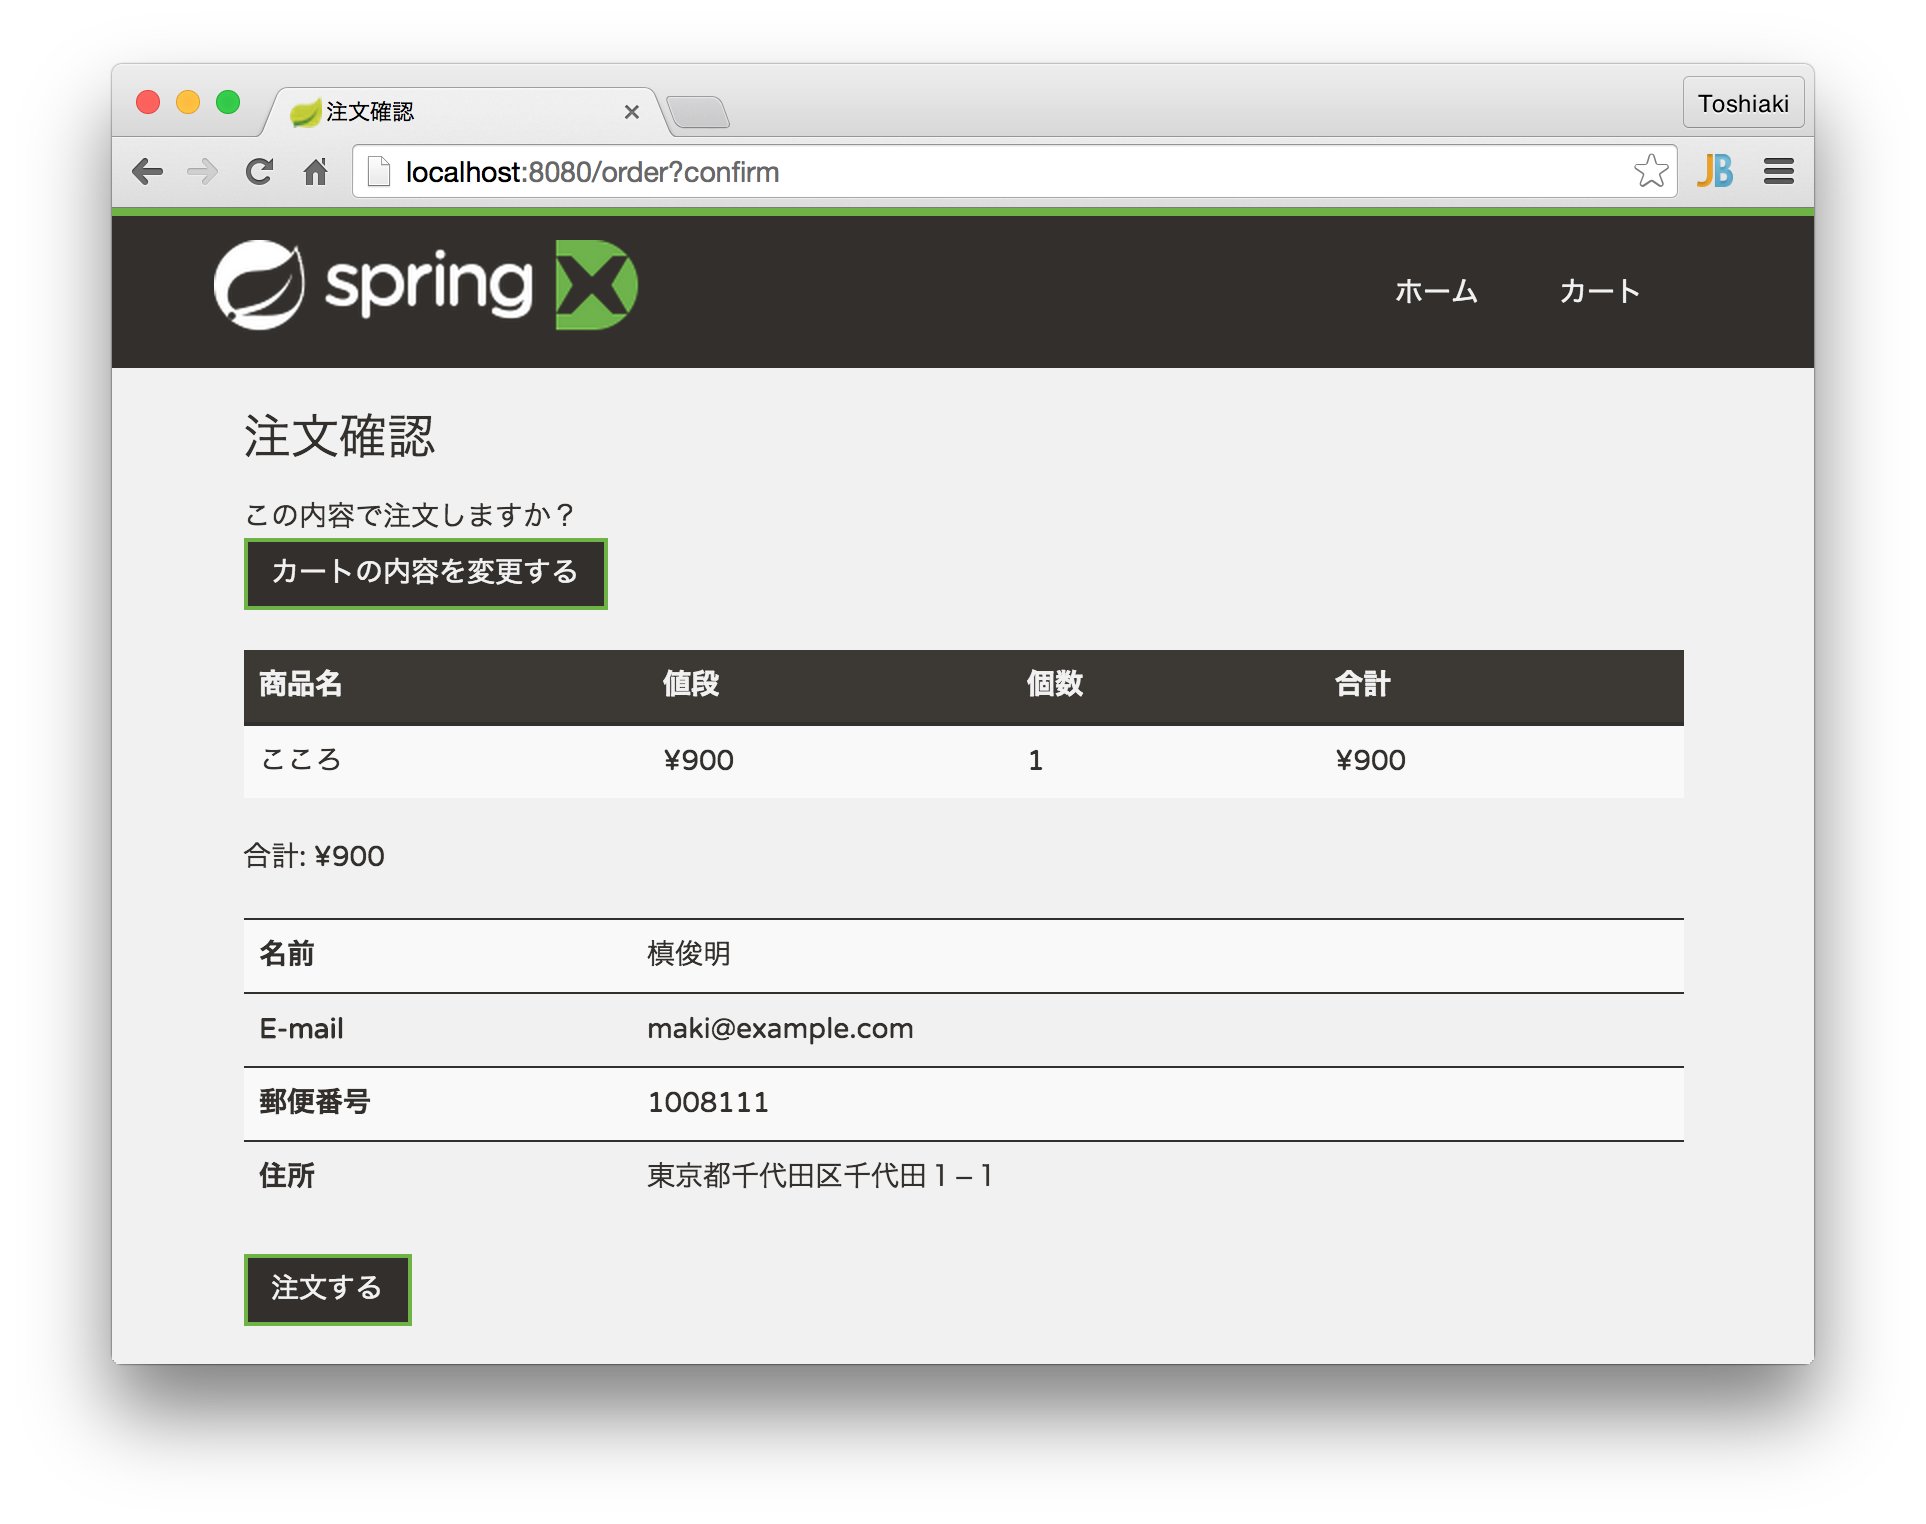 注文確認
Toshiaki
localhost:8080/order?confirm
JB
spring X
ホーム カート
注文確認
この内容で注文しますか？
カートの内容を変更する
商品名 値段 個数 合計
こころ ¥900 1 ¥900
合計: ¥900
名前 槙俊明
E-mail maki@example.com
郵便番号 1008111
住所 東京都千代田区千代田１−１
注文する